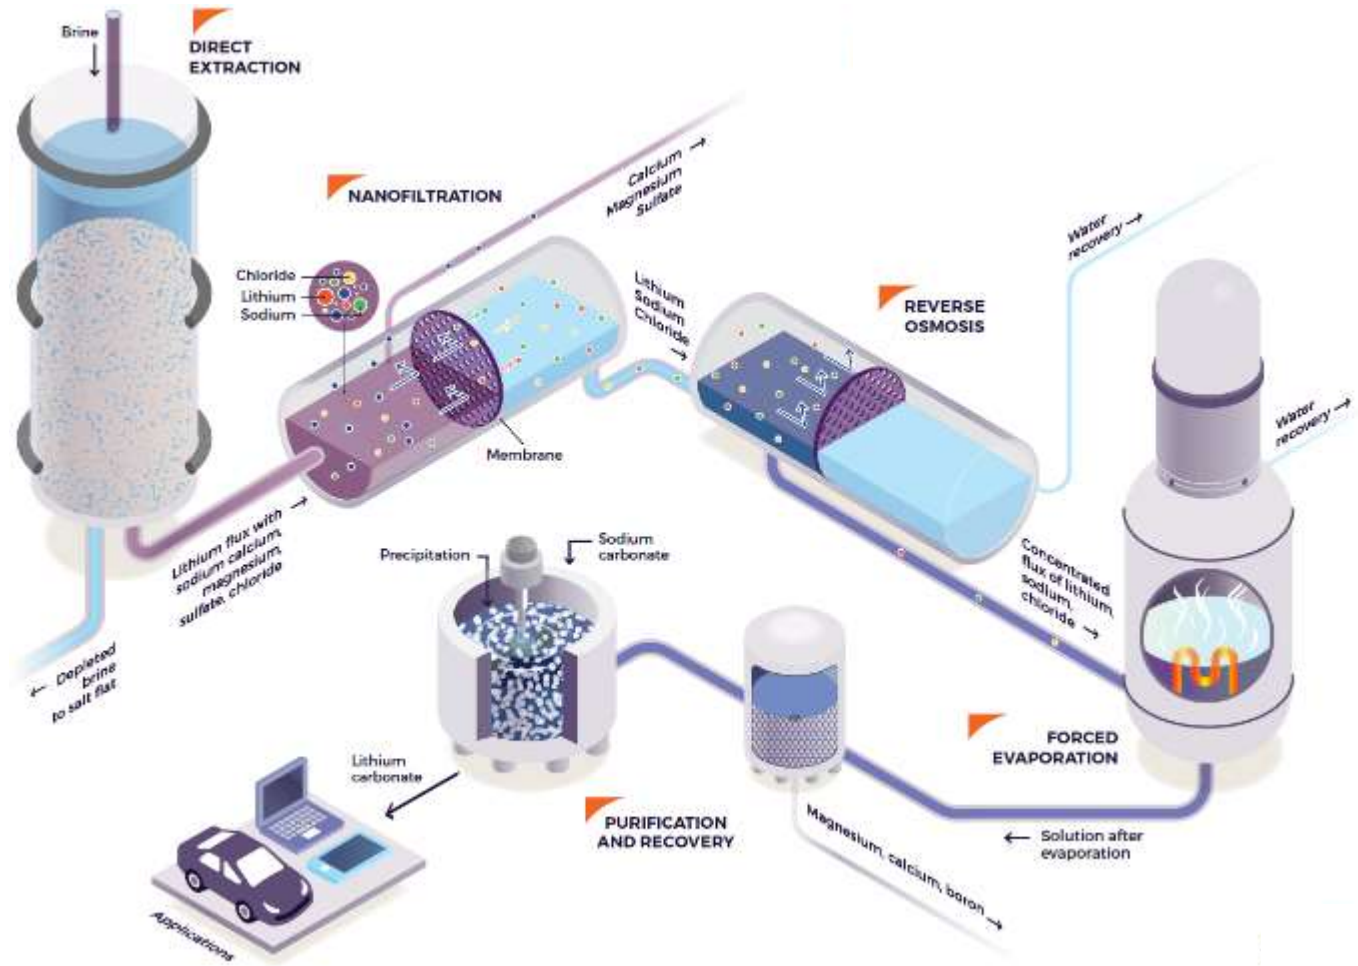 Brine
DIRECT
EXTRACTION
NANOFILTRATION
Calcium
Magnesium
Sulfate
Chloride
Lithium
Sodium
Membrane
Lithium flux with
sodium calcium,
magnesium,
sulfate, chloride
Depleted
brine
to salt flat
Lithium
Sodium
Chloride
REVERSE
OSMOSIS
Water
recovery
Water
recovery
Concentrated
flux of lithium,
sodium,
chloride
FORCED
EVAPORATION
Solution after
evaporation
Magnesium, calcium, boron
PURIFICATION
AND RECOVERY
Precipitation
Sodium
carbonate
Lithium
carbonate
Applications